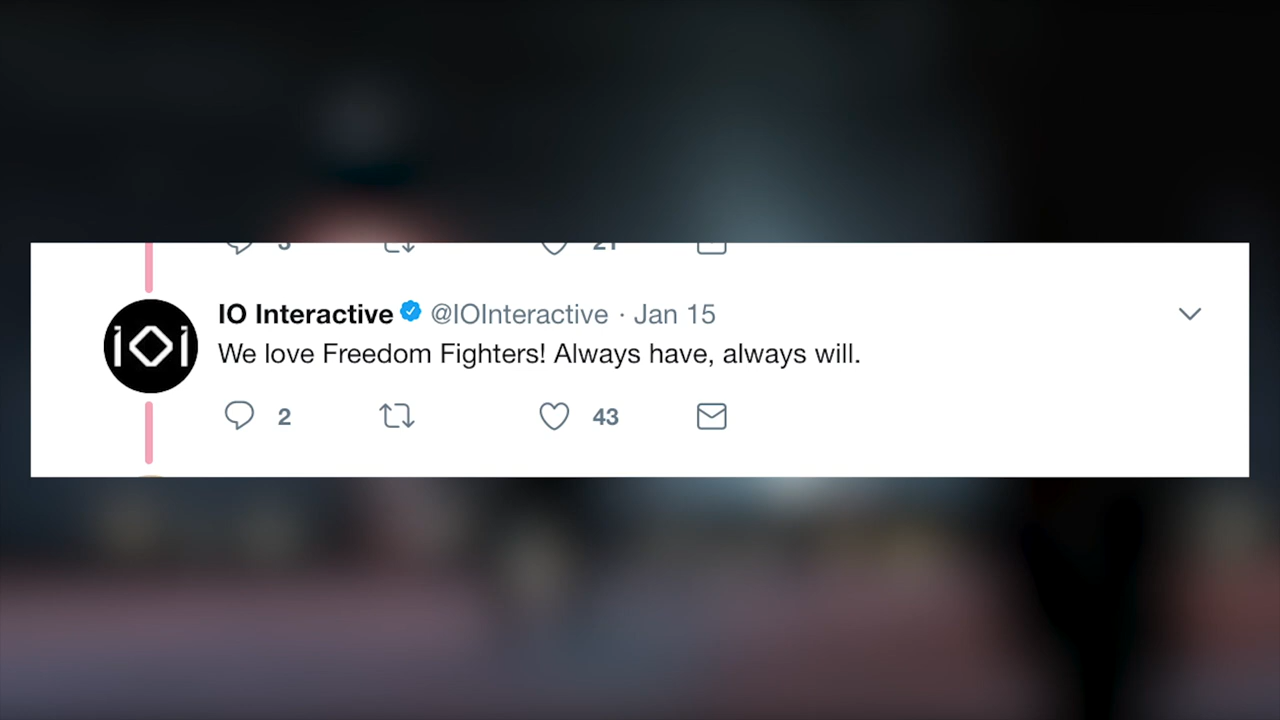 IO Interactive @IOInteractive · Jan 15
We love Freedom Fighters! Always have, always will.
2 43